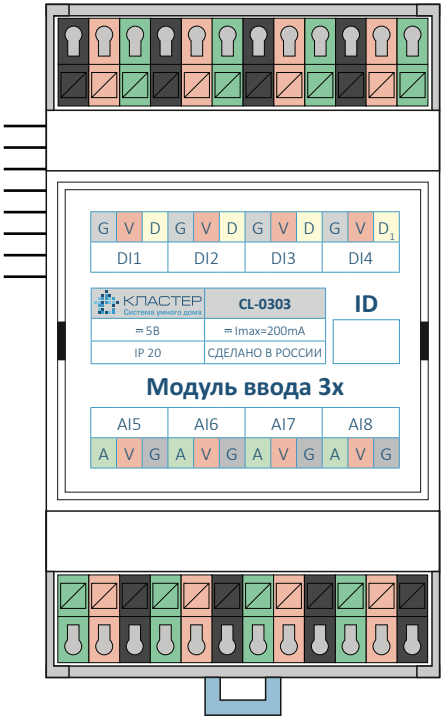 G V D G V D G V D G V D1
DI1 DI2 DI3 DI4
КЛАСТЕР
Система умного дома
CL-0303
ID
⎓ 5В
⎓ Imax=200mA
IP 20
СДЕЛАНО В РОССИИ
Модуль ввода 3х
AI5 AI6 AI7 AI8
A V G A V G A V G A V G